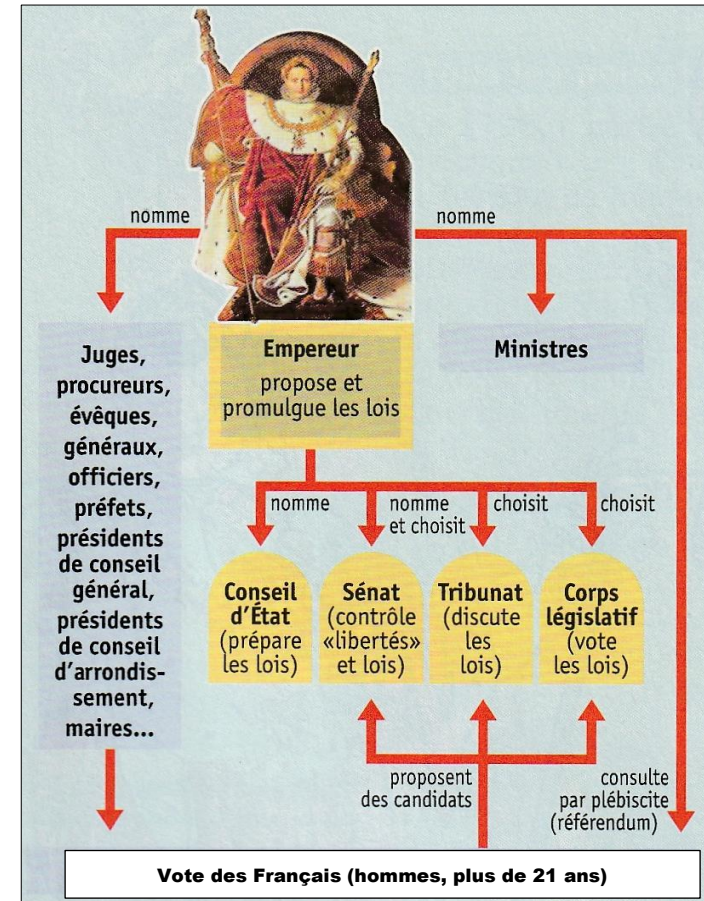 nomme
nomme
Juges,
procureurs,
évêques,
généraux,
officiers,
préfets,
présidents
de conseil
général,
présidents
de conseil
d'arrondis-
sement,
maires...
Empereur
propose et
promulgue les lois
Ministres
nomme
nomme
et choisit
choisit
choisit
Conseil
d'État
(prépare
les lois)
Sénat
(contrôle
«libertés»
et lois)
Tribunat
(discute
les
lois)
Corps
législatif
(vote
les lois)
proposent
des candidats
consulte
par plébiscite
(référendum)
Vote des Français (hommes, plus de 21 ans)